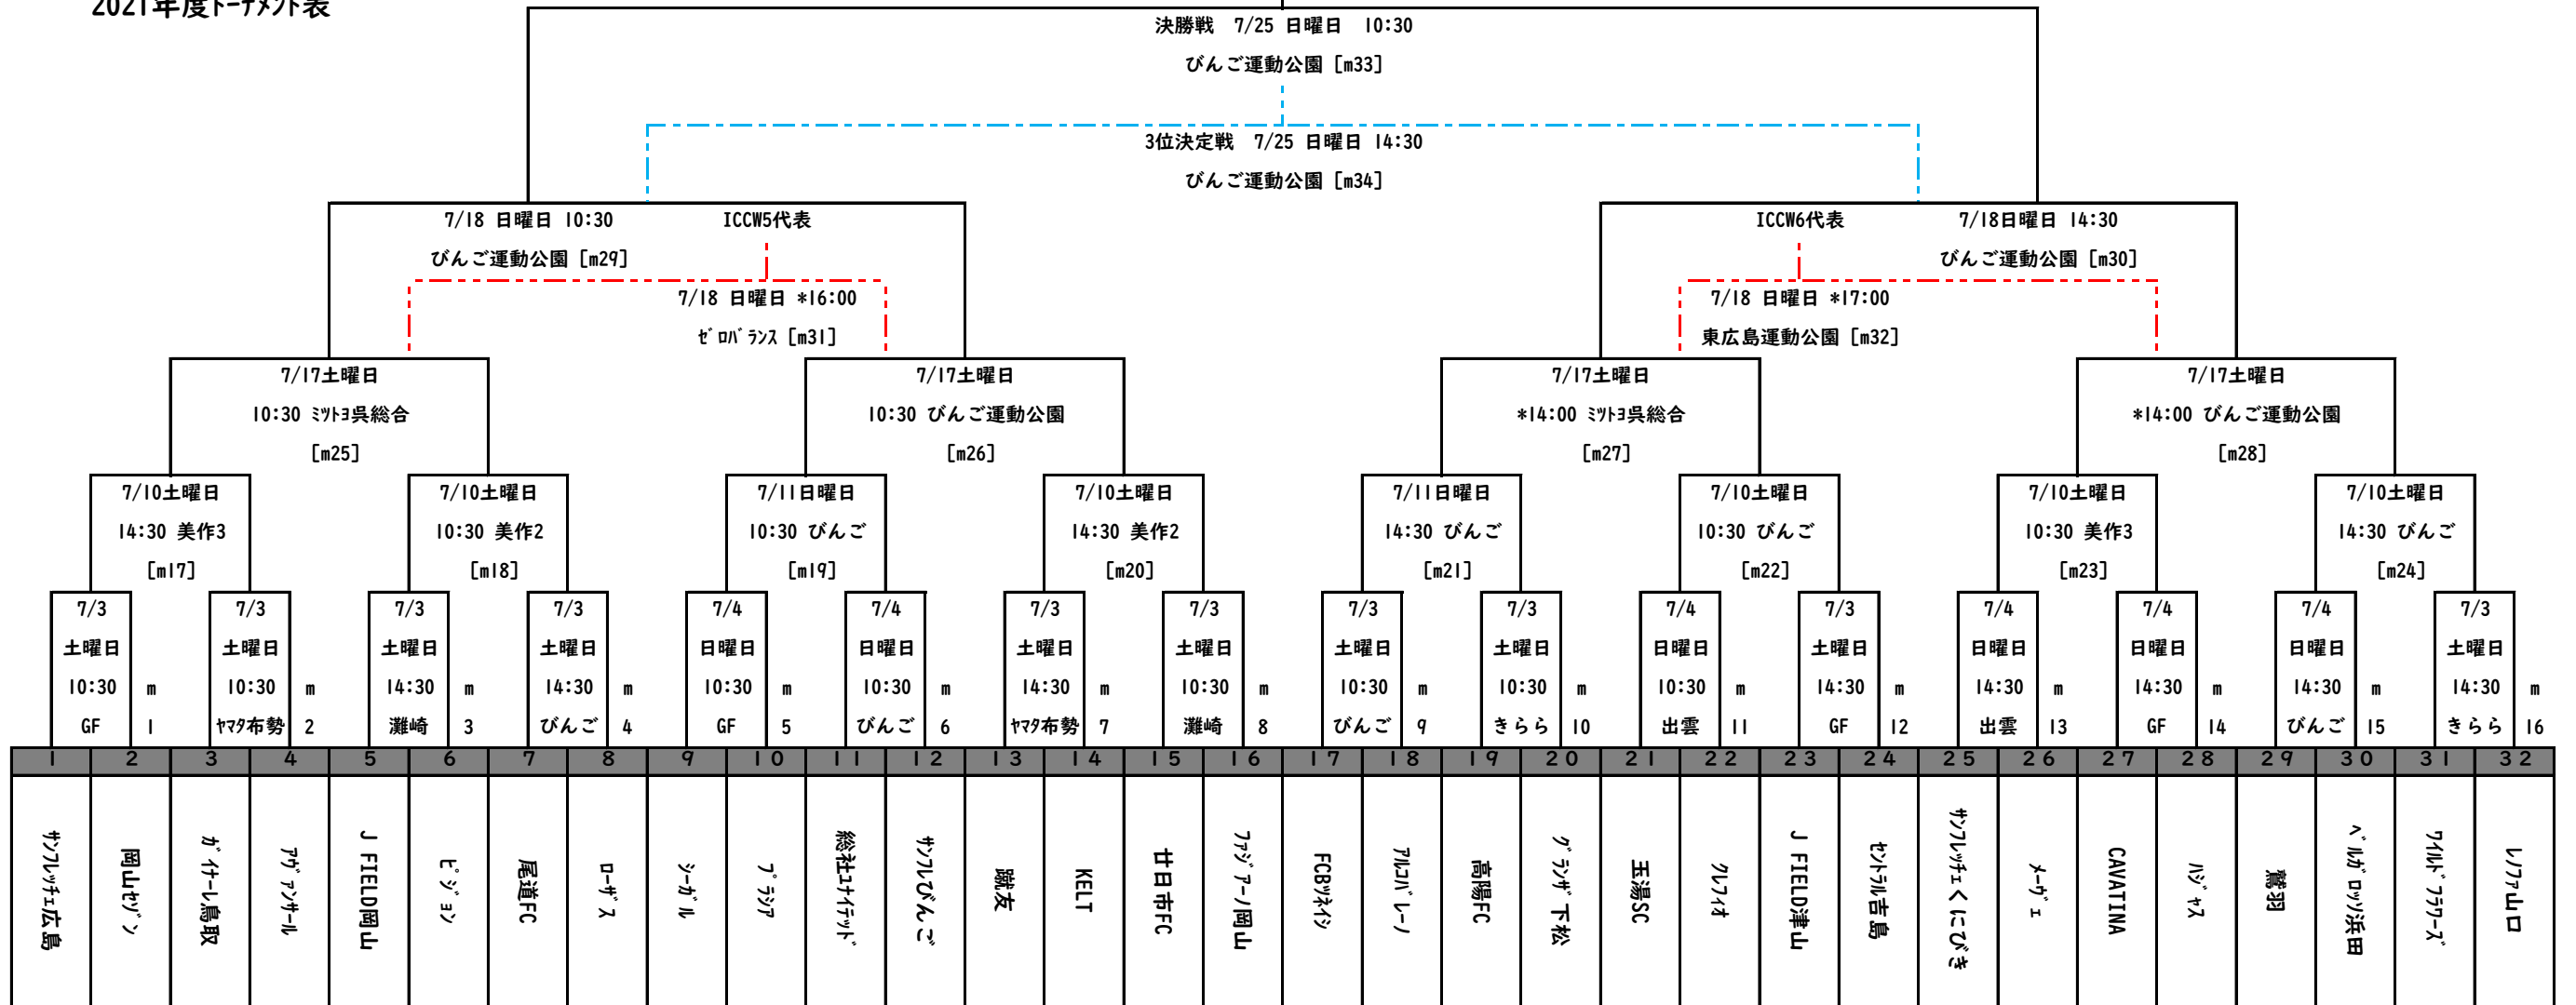 2021年度トーナメント表
決勝戦　7/25 日曜日　10:30
びんご運動公園 [m33]
3位決定戦　7/25 日曜日 14:30
びんご運動公園 [m34]
7/18 日曜日 10:30
びんご運動公園 [m29]
ICCW5代表
7/18 日曜日 *16:00
ｾﾞﾛﾊﾞﾗﾝｽ [m31]
ICCW6代表
7/18 日曜日 *17:00
東広島運動公園 [m32]
7/18日曜日 14:30
びんご運動公園 [m30]
7/17土曜日
10:30 ﾐﾂﾄﾖ呉総合
[m25]
7/17土曜日
10:30 びんご運動公園
[m26]
7/17土曜日
*14:00 ﾐﾂﾄﾖ呉総合
[m27]
7/17土曜日
*14:00 びんご運動公園
[m28]
7/10土曜日
14:30 美作3
[m17]
7/10土曜日
10:30 美作2
[m18]
7/11日曜日
10:30 びんご
[m19]
7/10土曜日
14:30 美作2
[m20]
7/11日曜日
14:30 びんご
[m21]
7/10土曜日
10:30 びんご
[m22]
7/10土曜日
10:30 美作3
[m23]
7/10土曜日
14:30 びんご
[m24]
7/3
土曜日
10:30
GF
m
1
7/3
土曜日
10:30
ﾔﾏﾀ布勢
m
2
7/3
土曜日
14:30
灘崎
m
3
7/3
土曜日
14:30
びんご
m
4
7/4
日曜日
10:30
GF
m
5
7/4
日曜日
10:30
びんご
m
6
7/3
土曜日
14:30
ﾔﾏﾀ布勢
m
7
7/3
土曜日
10:30
灘崎
m
8
7/3
土曜日
10:30
びんご
m
9
7/3
土曜日
10:30
きらら
m
10
7/4
日曜日
10:30
出雲
m
11
7/3
土曜日
14:30
GF
m
12
7/4
日曜日
14:30
出雲
m
13
7/4
日曜日
14:30
GF
m
14
7/4
日曜日
14:30
びんご
m
15
7/3
土曜日
14:30
きらら
m
16
1 2 3 4 5 6 7 8 9 10 11 12 13 14 15 16 17 18 19 20 21 22 23 24 25 26 27 28 29 30 31 32
ｻﾝﾌﾚｯﾁｪ広島
岡山ｾｿﾞﾝ
ｶﾞｲﾅｰﾚ鳥取
ｱｳﾞｧﾝｻｰﾙ
J FIELD岡山
ﾋﾟｼﾞｮﾝ
尾道FC
ﾛｰｻﾞｽ
ｼｰｶﾞﾙ
ﾌﾟﾗｼｱ
総社ﾕﾅｲﾃｯﾄﾞ
ｻﾝﾌﾚびんご
蹴友
KELT
廿日市FC
ﾌｧｼﾞｱｰﾉ岡山
FCBﾂﾈｲｼ
ｱﾙｺﾊﾞﾚｰﾉ
高陽FC
ｸﾞﾗﾝｻﾞ下松
玉湯SC
ｸﾚﾌｨｵ
J FIELD津山
ｾﾝﾄﾗﾙ吉島
ｻﾝﾌﾚｯﾁｪくにびき
ﾒｰｳﾞｪ
CAVATINA
ﾊｼﾞｬｽ
鷲羽
ﾍﾞﾙｶﾞﾛｯｿ浜田
ﾜｲﾙﾄﾞﾌﾗﾜｰｽﾞ
ﾚﾉﾌｧ山口